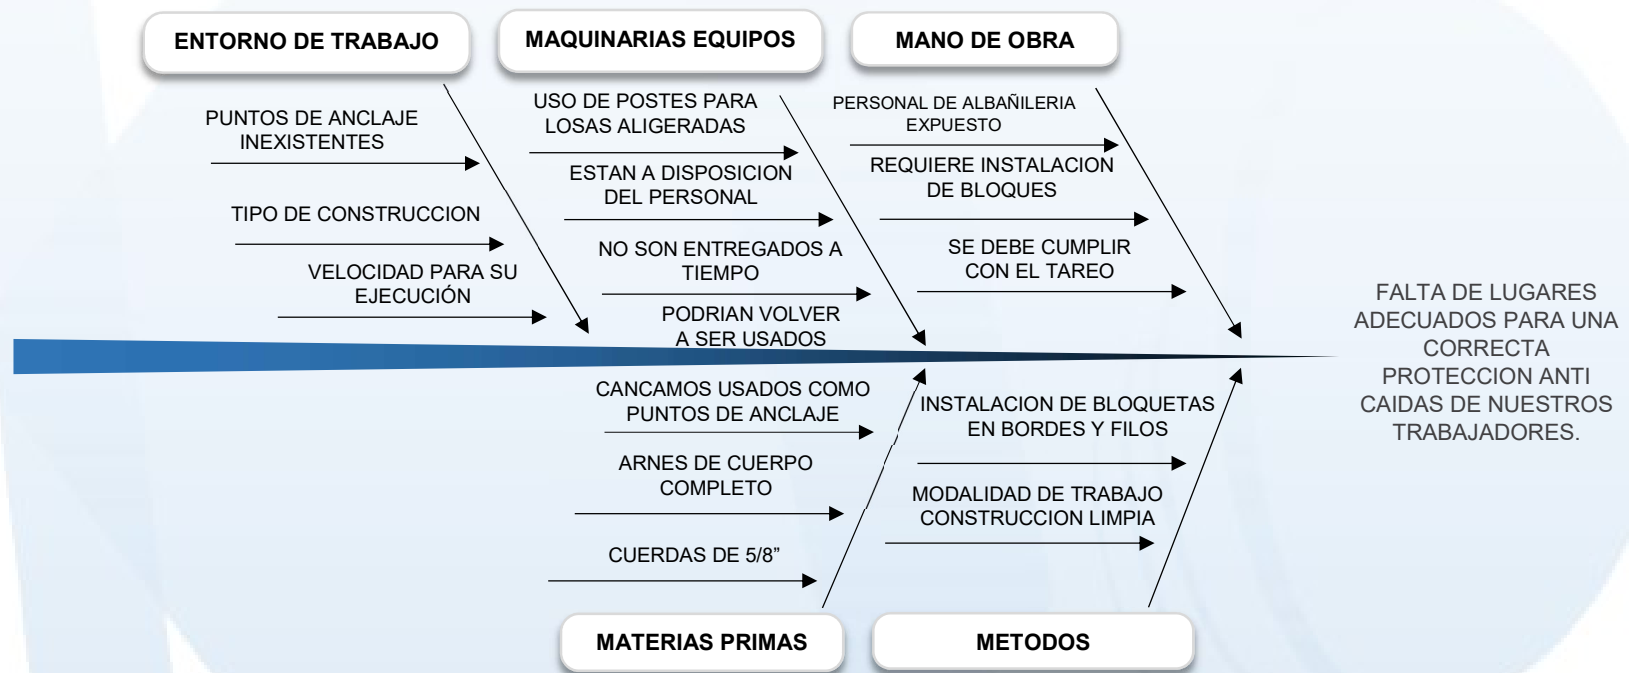 ENTORNO DE TRABAJO
PUNTOS DE ANCLAJE
INEXISTENTES
TIPO DE CONSTRUCCION
VELOCIDAD PARA SU
EJECUCIÓN
MAQUINARIAS EQUIPOS
USO DE POSTES PARA
LOSAS ALIGERADAS
ESTAN A DISPOSICION
DEL PERSONAL
NO SON ENTREGADOS A
TIEMPO
PODRIAN VOLVER
A SER USADOS
MANO DE OBRA
PERSONAL DE ALBAÑILERIA
EXPUESTO
REQUIERE INSTALACION
DE BLOQUES
SE DEBE CUMPLIR
CON EL TAREO
FALTA DE LUGARES
ADECUADOS PARA UNA
CORRECTA
PROTECCION ANTI
CAIDAS DE NUESTROS
TRABAJADORES.
CANCAMOS USADOS COMO
PUNTOS DE ANCLAJE
ARNES DE CUERPO
COMPLETO
CUERDAS DE 5/8”
MATERIAS PRIMAS
INSTALACION DE BLOQUETAS
EN BORDES Y FILOS
MODALIDAD DE TRABAJO
CONSTRUCCION LIMPIA
METODOS